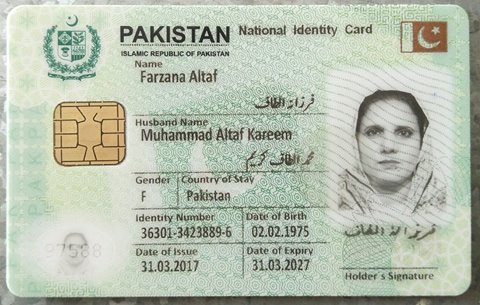 PAKISTAN National Identity Card
ISLAMIC REPUBLIC OF PAKISTAN
Name
Farzana Altaf
فرزانہ الطاف
Husband Name
Muhammad Altaf Kareem
محمد الطاف کریم
Gender Country of Stay
F Pakistan
Identity Number Date of Birth
36301-3423889-6 02.02.1975
Date of Issue Date of Expiry
31.03.2017 31.03.2027
فرزانہ الطاف
Holder's Signature